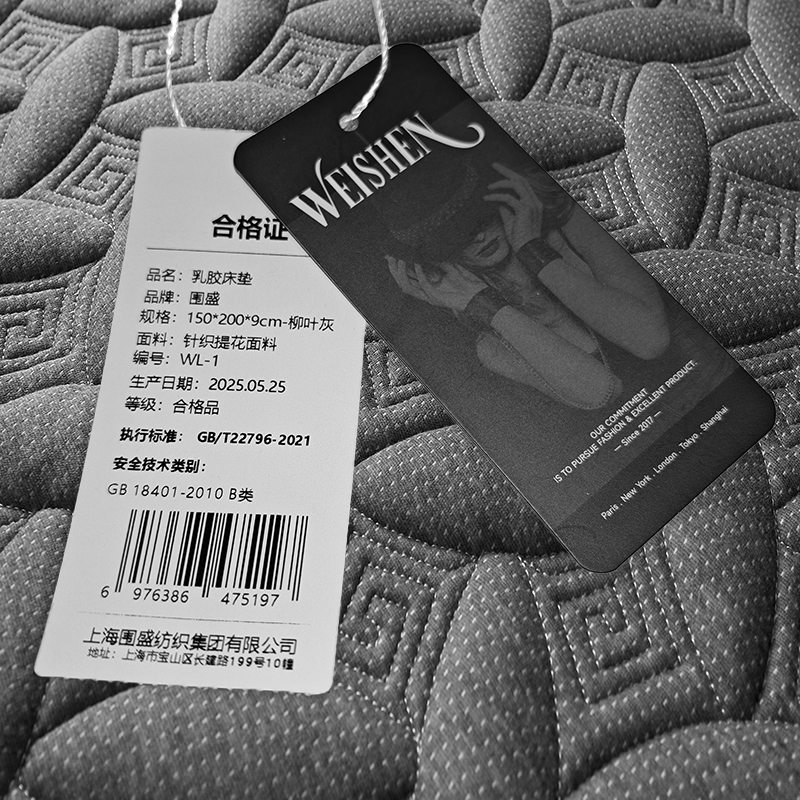 合格证
品名：乳胶床垫
品牌：围盛
规格：150*200*9cm-柳叶灰
面料：针织提花面料
编号：WL-1
生产日期：2025.05.25
等级：合格品
执行标准：GB/T22796-2021
安全技术类别：
GB 18401-2010 B类
6 976386 475197
上海围盛纺织集团有限公司
地址：上海市宝山区长建路199号10幢
WEISHEN
OUR COMMITMENT
IS TO PURSUE FASHION & EXCELLENT PRODUCT.
— Since 2017 —
Paris . New York . London . Tokyo . Shanghai